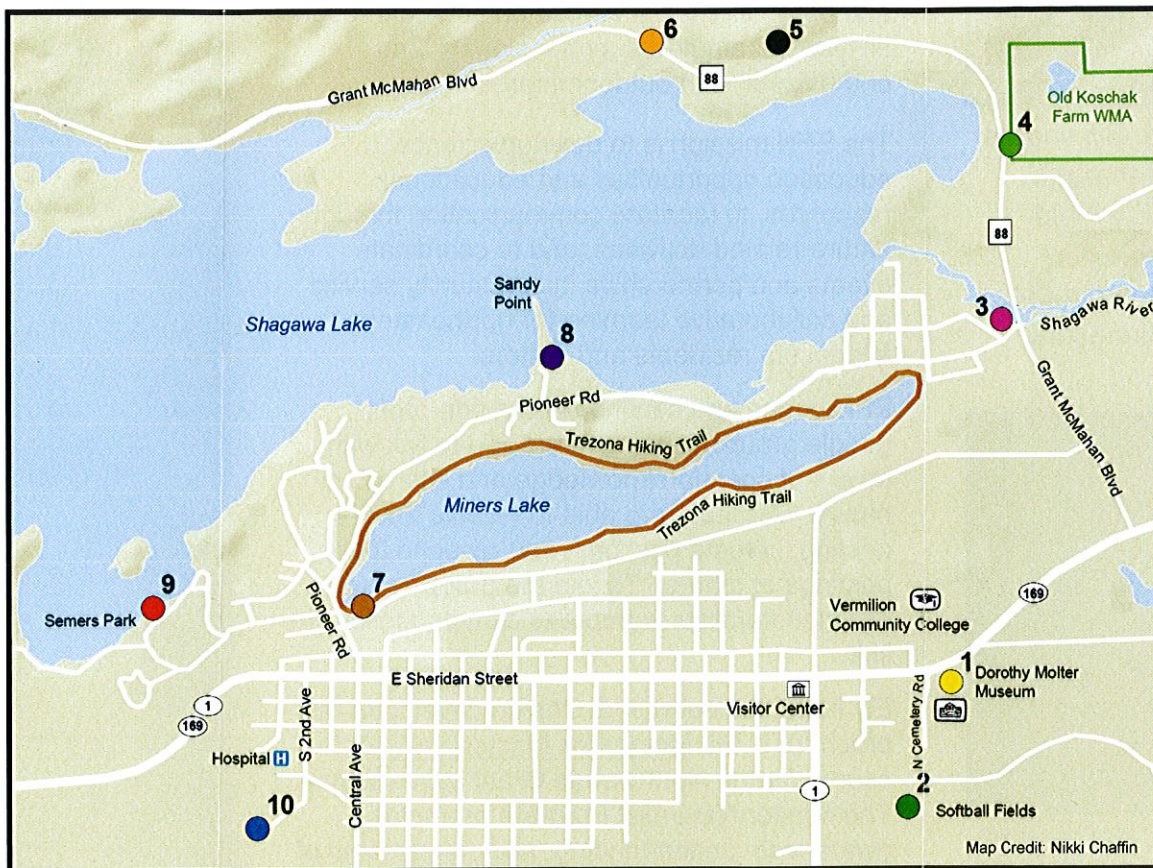 6
5
Grant McMahan Blvd
88
Old Koschak
Farm WMA
4
88
Sandy
Point
Shagawa Lake
8
3
Shagawa River
Pioneer Rd
Grant McMahan Blvd
Trezona Hiking Trail
Miners Lake
Trezona Hiking Trail
9
7
Semers Park
Pioneer Rd
Vermilion
Community College
169
E Sheridan Street
1
Dorothy Molter
Museum
Visitor Center
N Cemetery Rd
1
169
S 2nd Ave
Hospital H
Central Ave
1
2
10
Softball Fields
Map Credit: Nikki Chaffin